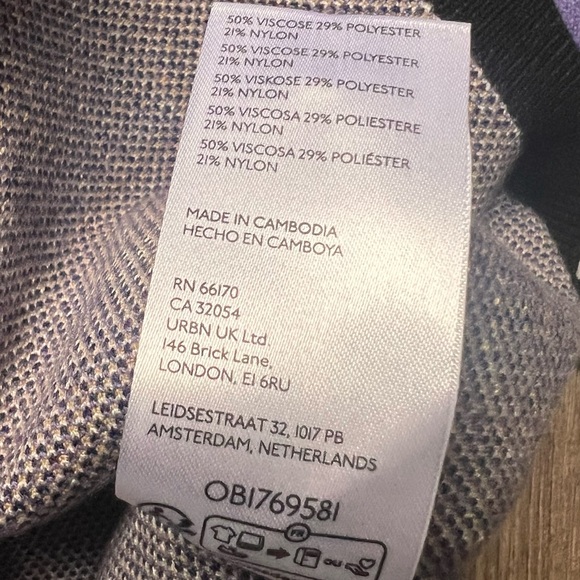 50% VISCOSE 29% POLYESTER
21% NYLON
50% VISCOSE 29% POLYESTER
21% NYLON
50% VISKOSE 29% POLYESTER
21% NYLON
50% VISCOSA 29% POLIESTERE
21% NYLON
50% VISCOSA 29% POLIÉSTER
21% NYLON
MADE IN CAMBODIA
HECHO EN CAMBOYA
RN 66170
CA 32054
URBN UK Ltd.
146 Brick Lane,
LONDON, E1 6RU
LEIDSESTRAAT 32, 1017 PB
AMSTERDAM, NETHERLANDS
OB1769581
FR
OU